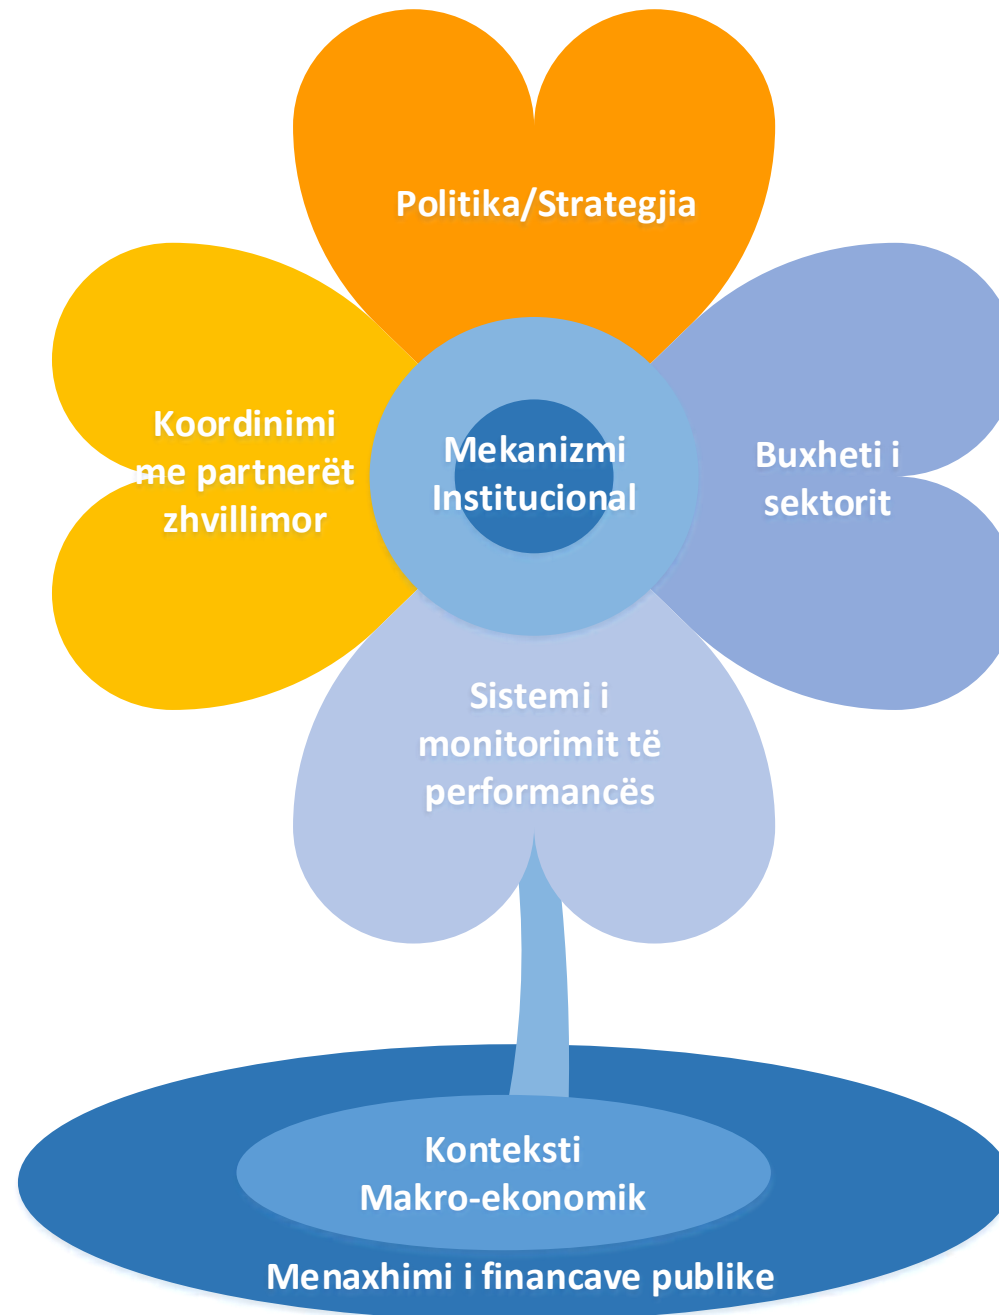 Politika/Strategjia
Koordinimi
me partnerët
zhvillimor
Mekanizmi
Institucional
Buxheti i
sektorit
Sistemi i
monitorimit të
performancës
Konteksti
Makro-ekonomik
Menaxhimi i financave publike